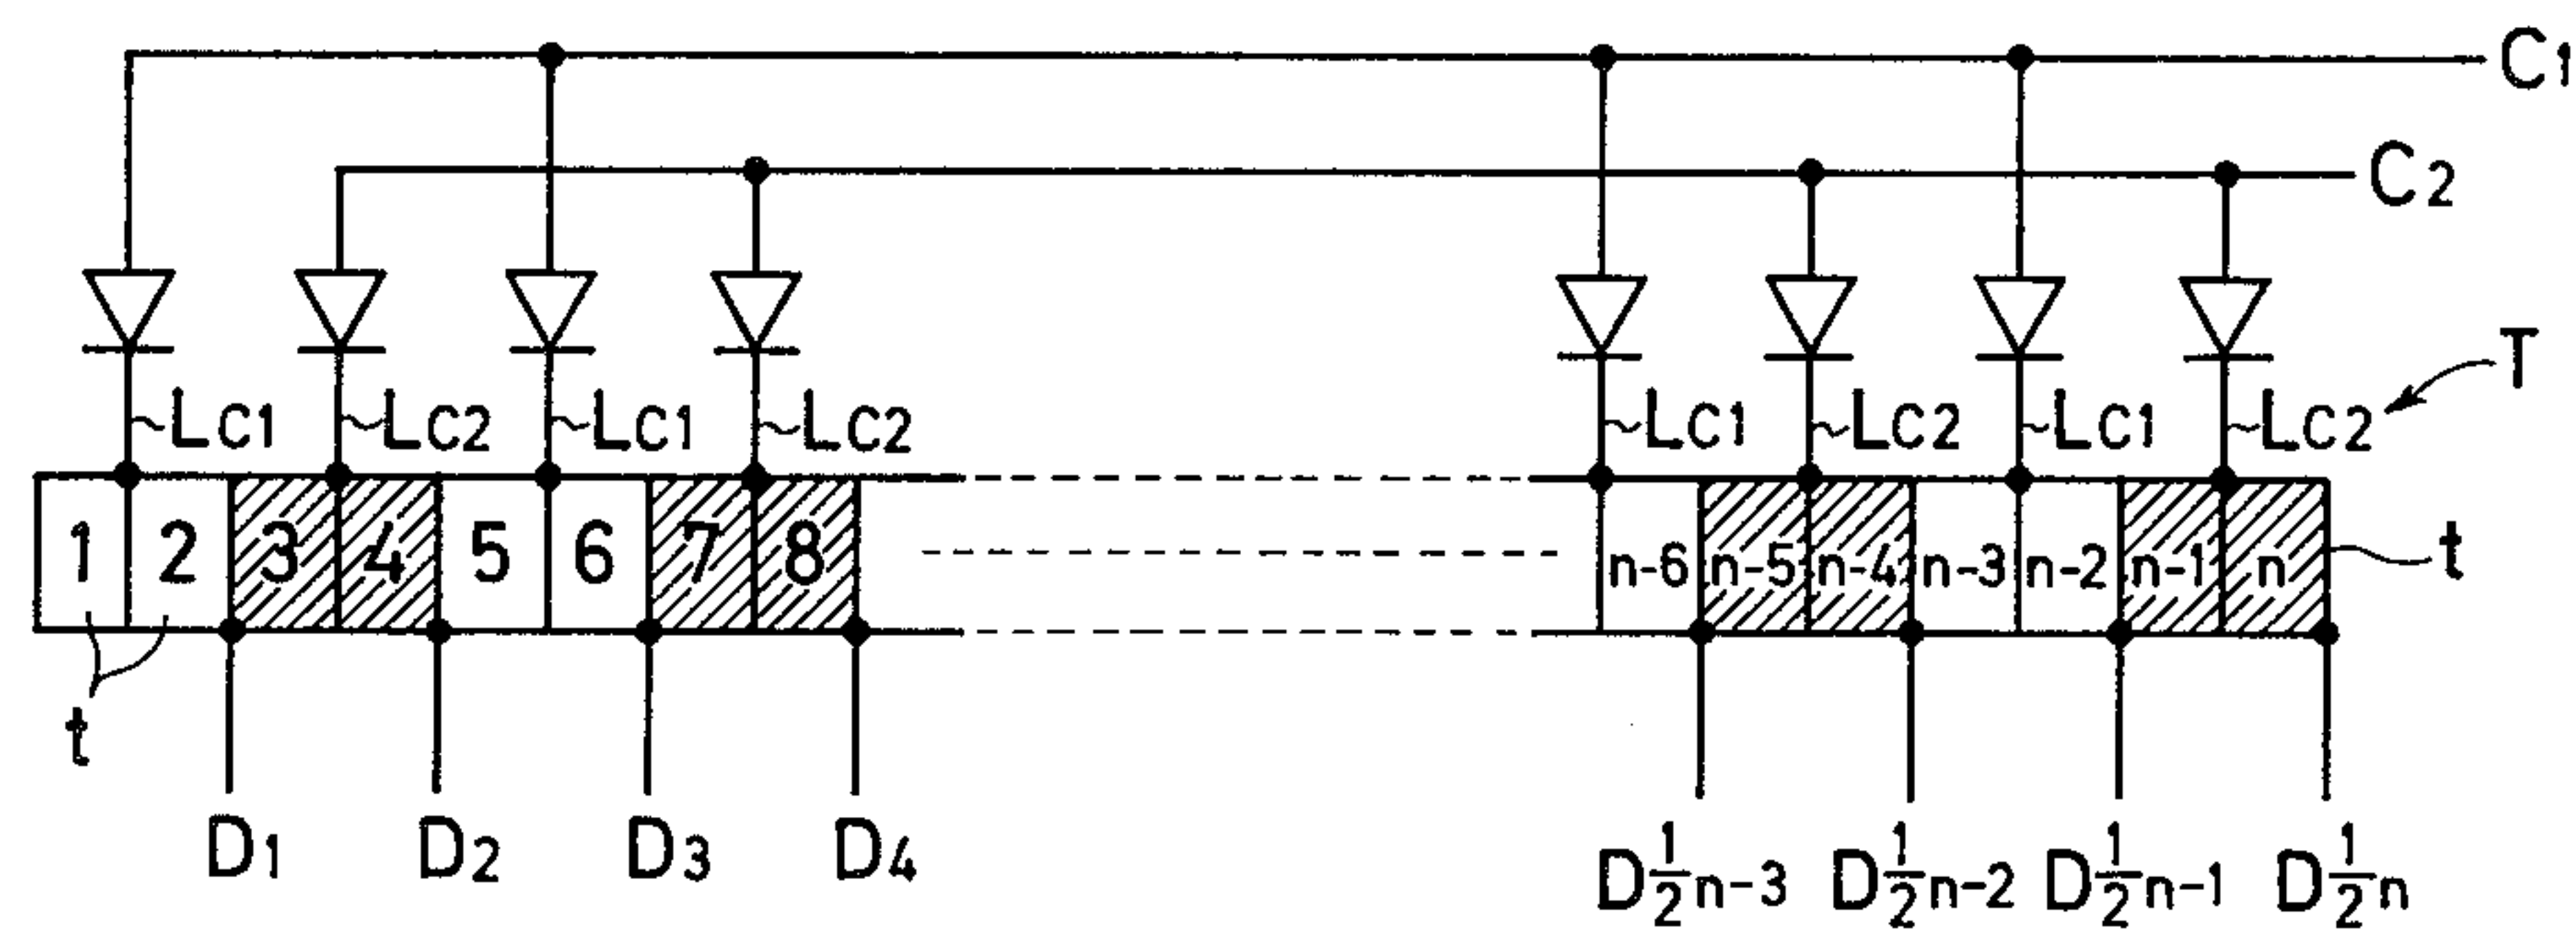 C1
C2
T
LC1 LC2 LC1 LC2 LC1 LC2 LC1 LC2
1 2 3 4 5 6 7 8 n-6 n-5 n-4 n-3 n-2 n-1 n t
t
D1 D2 D3 D4 D1/2n-3 D1/2n-2 D1/2n-1 D1/2n